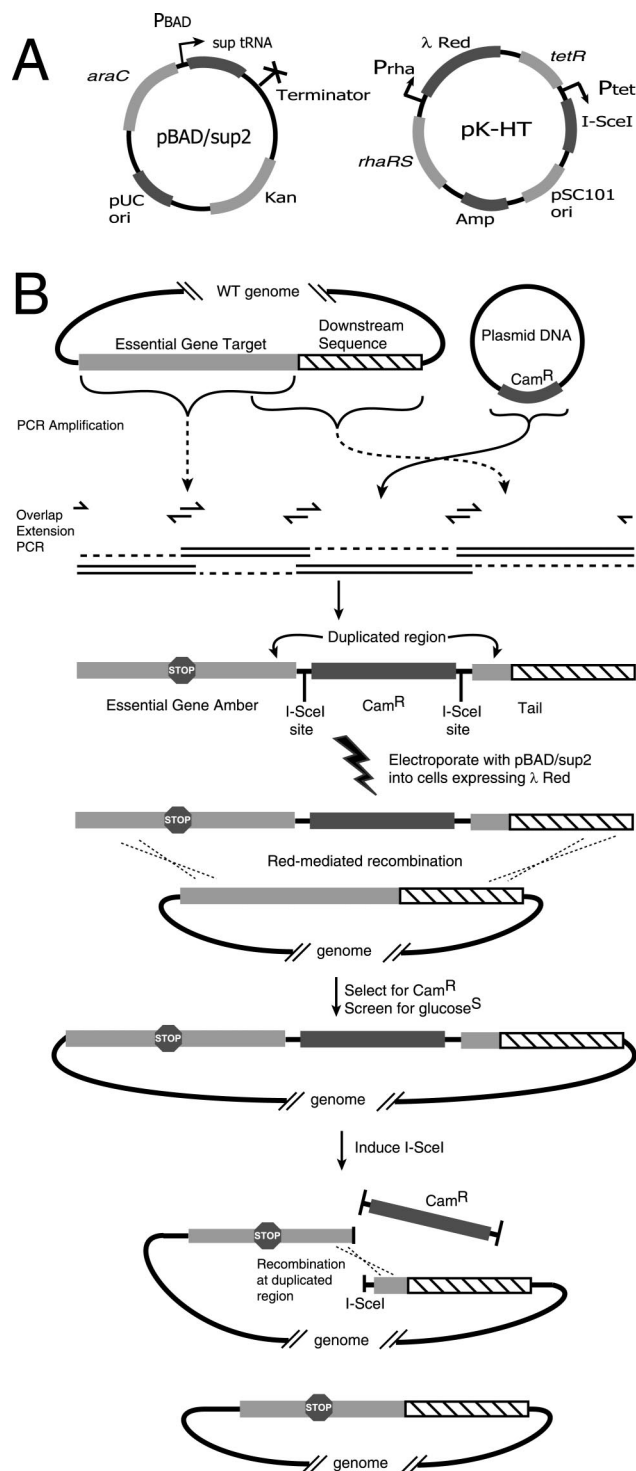 A
PBAD
sup tRNA
araC
Terminator
pBAD/sup2
pUC
ori
Kan
λ Red
tetR
Prha
Ptet
I-SceI
pK-HT
rhaRS
pSC101
ori
Amp
B
WT genome
Essential Gene Target
Downstream
Sequence
Plasmid DNA
CamR
PCR Amplification
Overlap
Extension
PCR
Duplicated region
STOP
Essential Gene Amber
I-SceI
site
CamR
I-SceI
site
Tail
Electroporate with pBAD/sup2
into cells expressing λ Red
STOP
Red-mediated recombination
genome
Select for CamR
Screen for glucoseS
STOP
genome
Induce I-SceI
CamR
STOP
Recombination
at duplicated
region
I-SceI
genome
STOP
genome